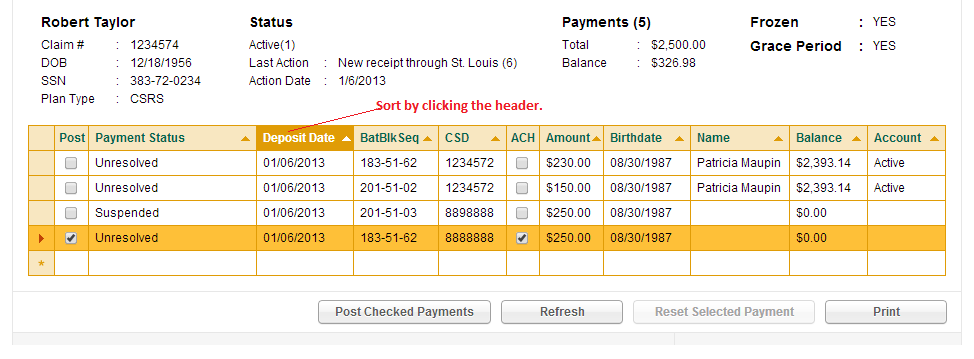 Robert Taylor
Claim # : 1234574
DOB : 12/18/1956
SSN : 383-72-0234
Plan Type : CSRS
Status
Active(1)
Last Action : New receipt through St. Louis (6)
Action Date : 1/6/2013
Payments (5)
Total : $2,500.00
Balance : $326.98
Frozen : YES
Grace Period : YES
Sort by clicking the header.
Post Payment Status Deposit Date BatBlkSeq CSD ACH Amount Birthdate Name Balance Account
Unresolved 01/06/2013 183-51-62 1234572 $230.00 08/30/1987 Patricia Maupin $2,393.14 Active
Unresolved 01/06/2013 201-51-02 1234572 $150.00 08/30/1987 Patricia Maupin $2,393.14 Active
Suspended 01/06/2013 201-51-03 8898888 $250.00 08/30/1987 $0.00
Unresolved 01/06/2013 183-51-62 8888888 $250.00 08/30/1987 $0.00
*
Post Checked Payments Refresh Reset Selected Payment Print